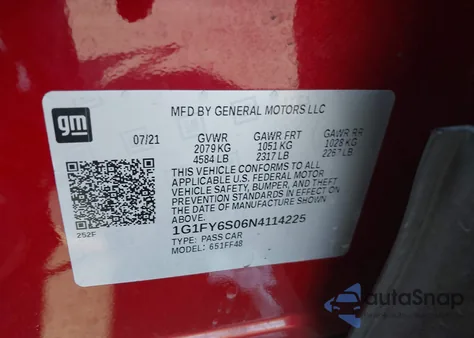 gm
MFD BY GENERAL MOTORS LLC
07/21 GVWR GAWR FRT GAWR RR
2079 KG 1051 KG 1028 KG
4584 LB 2317 LB 2267 LB
THIS VEHICLE CONFORMS TO ALL
APPLICABLE U.S. FEDERAL MOTOR
VEHICLE SAFETY, BUMPER, AND THEFT
PREVENTION STANDARDS IN EFFECT
ON THE DATE OF MANUFACTURE
SHOWN ABOVE.
1G1FY6S06N4114225
TYPE: PASS CAR
MODEL: 651FF48
252F
autoSnap